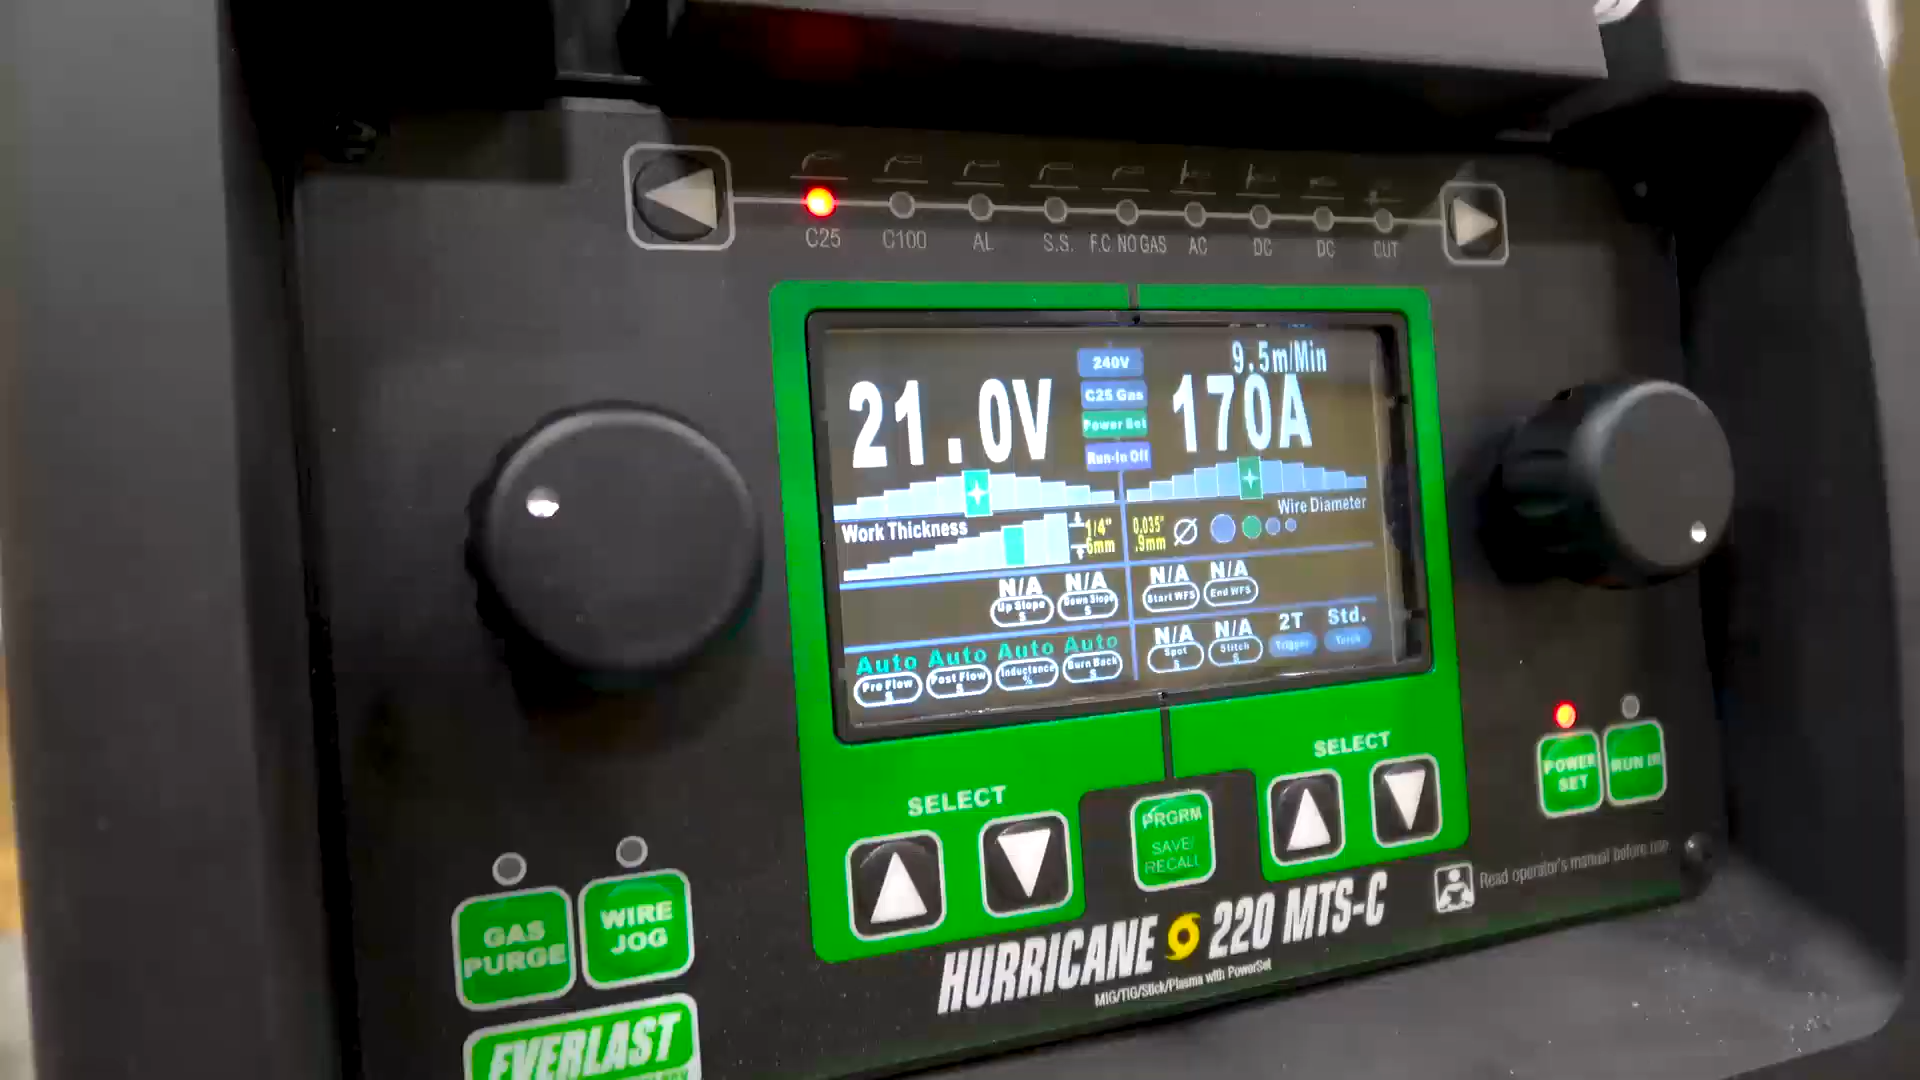 C25 C100 AL S.S. F.C NO GAS AC DC DC CUT
240V
9.5m/Min
21.0V
C25 Gas
170A
Power Set
Run-In Off
Work Thickness
1/4"
6mm
Wire Diameter
0.035"
.9mm
N/A N/A N/A N/A
Up Slope
S
Down Slope
S
Start WFS
End WFS
Auto Auto Auto Auto
Pre Flow
S
Post Flow
S
Inductance
%
Burn Back
S
N/A N/A 2T Std.
Spot
S
Stitch
S
Trigger
Torch
SELECT
SELECT
POWER
SET
RUN IN
PRGRM
SAVE/
RECALL
GAS
PURGE
WIRE
JOG
Read operator's manual before use.
HURRICANE 220 MTS-C
MIG/TIG/Stick/Plasma with PowerSet
EVERLAST